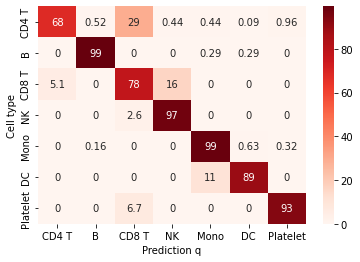 CD4 T 68 0.52 29 0.44 0.44 0.09 0.96
B 0 99 0 0 0.29 0.29 0
CD8 T 5.1 0 78 16 0 0 0
NK 0 0 2.6 97 0 0 0
Mono 0 0.16 0 0 99 0.63 0.32
DC 0 0 0 0 11 89 0
Platelet 0 0 6.7 0 0 0 93
Cell type
CD4 T B CD8 T NK Mono DC Platelet
Prediction q
80
60
40
20
0